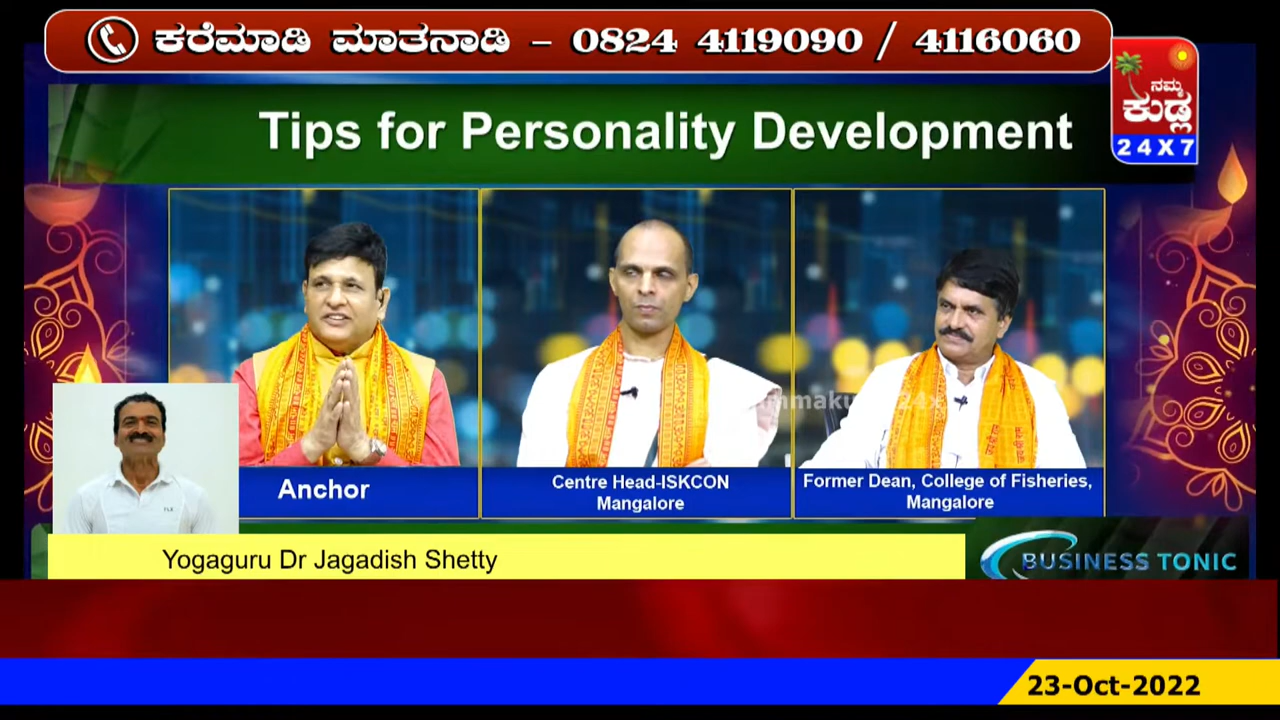 ಕರೆಮಾಡಿ ಮಾತನಾಡಿ – 0824 4119090 / 4116060
ನಮ್ಮ
ಕುಡ್ಲ
24X7
Tips for Personality Development
Anchor
Centre Head-ISKCON
Mangalore
Former Dean, College of Fisheries,
Mangalore
Yogaguru Dr Jagadish Shetty
BUSINESS TONIC
23-Oct-2022